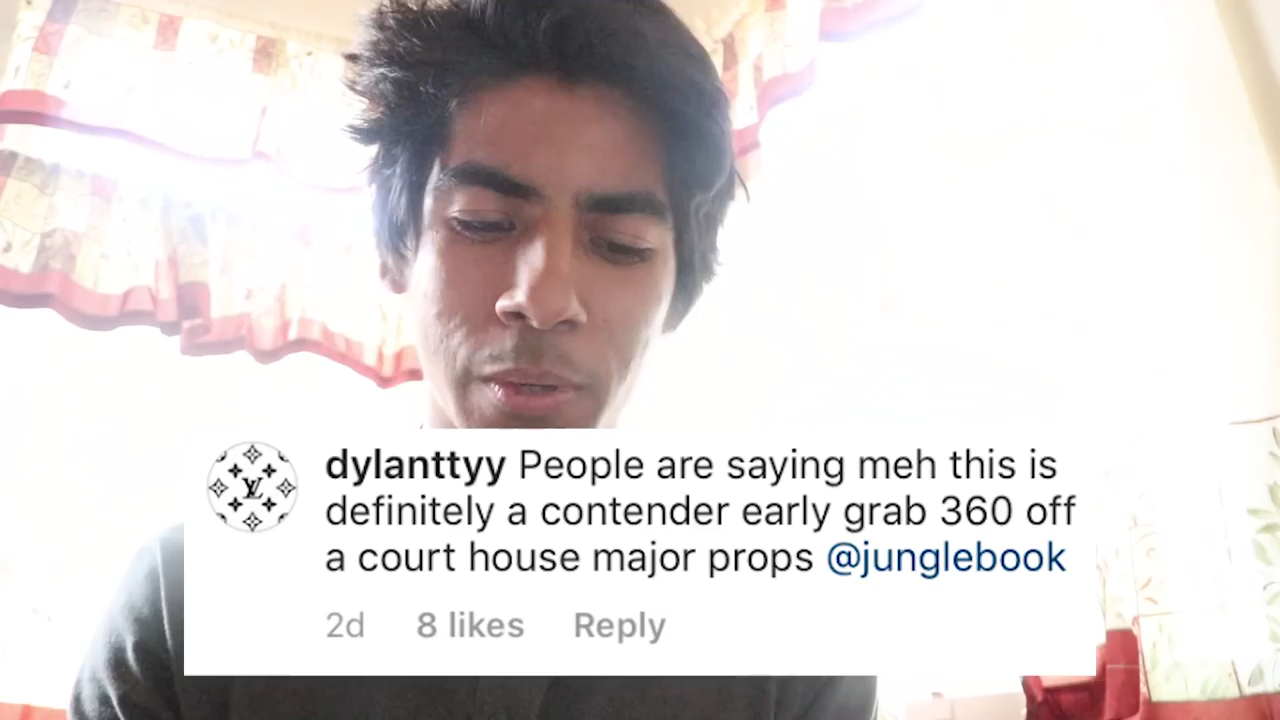 dylanttyy People are saying meh this is
definitely a contender early grab 360 off
a court house major props @junglebook
2d 8 likes Reply